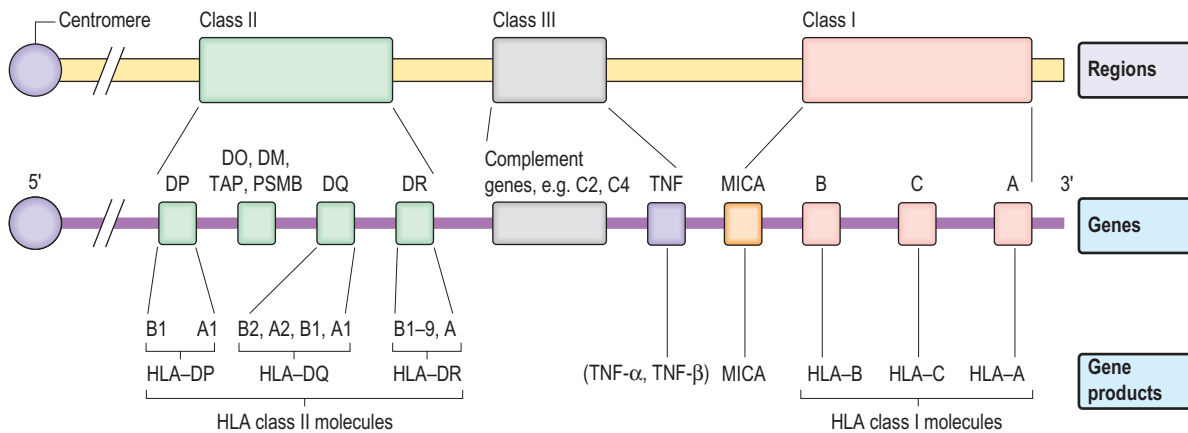 Centromere
Class II
Class III
Class I
Regions
5'
DP
DO, DM,
TAP, PSMB
DQ
DR
Complement
genes, e.g. C2, C4
TNF
MICA
B
C
A
3'
Genes
B1
A1
B2, A2, B1, A1
B1–9, A
HLA–DP
HLA–DQ
HLA–DR
(TNF-α, TNF-β)
MICA
HLA–B
HLA–C
HLA–A
Gene
products
HLA class II molecules
HLA class I molecules